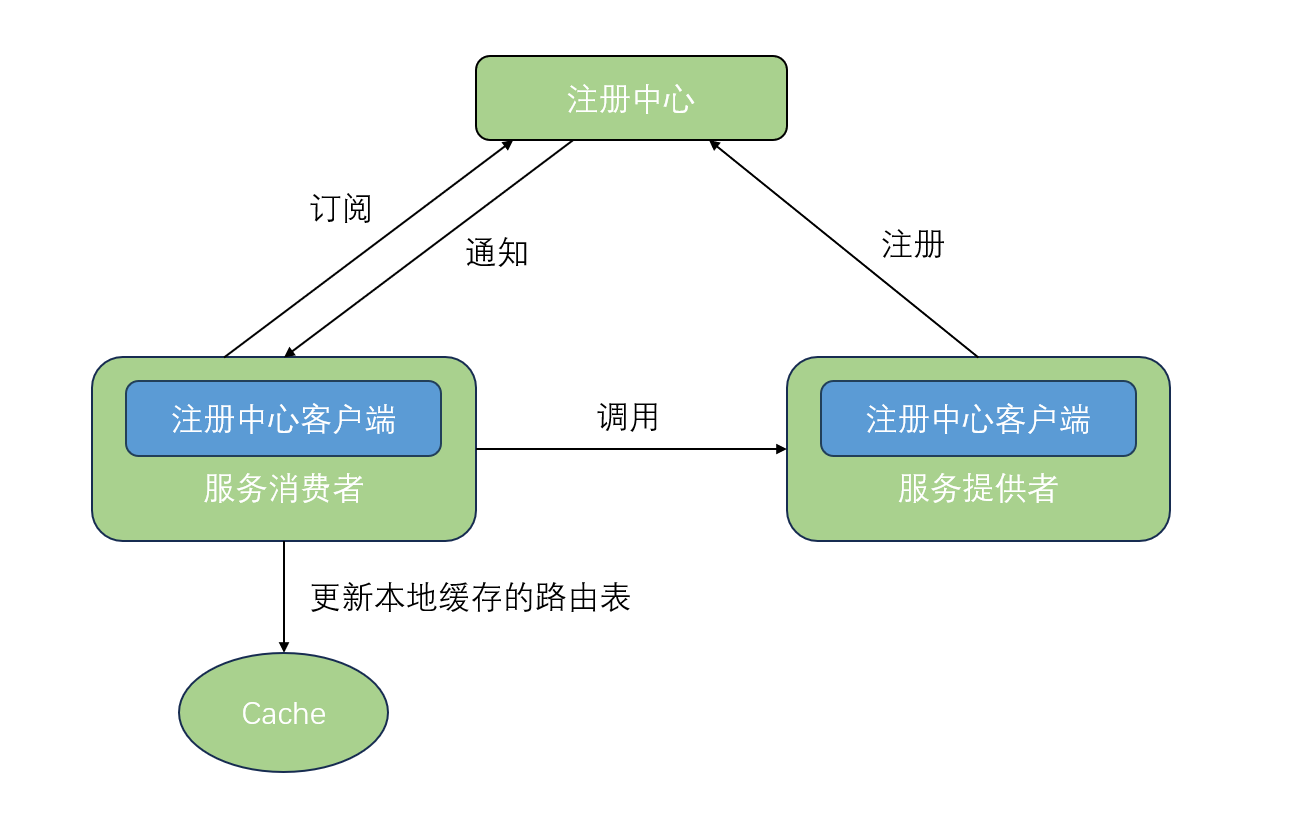 注册中心
订阅
通知
注册
注册中心客户端
服务消费者
调用
注册中心客户端
服务提供者
更新本地缓存的路由表
Cache